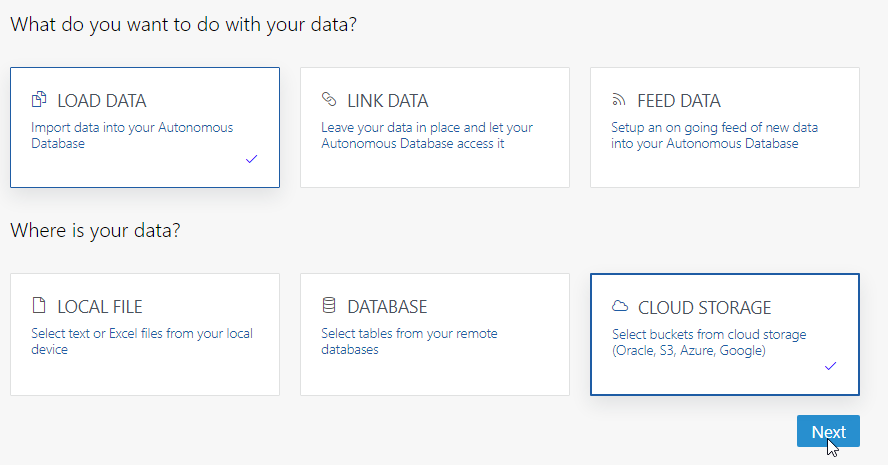 What do you want to do with your data?
LOAD DATA
Import data into your Autonomous
Database
LINK DATA
Leave your data in place and let your
Autonomous Database access it
FEED DATA
Setup an on going feed of new data
into your Autonomous Database
Where is your data?
LOCAL FILE
Select text or Excel files from your local
device
DATABASE
Select tables from your remote
databases
CLOUD STORAGE
Select buckets from cloud storage
(Oracle, S3, Azure, Google)
Next